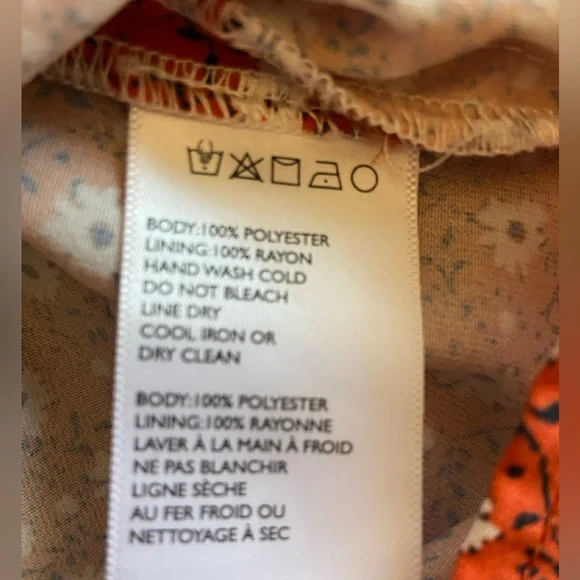 BODY:100% POLYESTER
LINING:100% RAYON
HAND WASH COLD
DO NOT BLEACH
LINE DRY
COOL IRON OR
DRY CLEAN
BODY:100% POLYESTER
LINING:100% RAYONNE
LAVER À LA MAIN À FROID
NE PAS BLANCHIR
LIGNE SÈCHE
AU FER FROID OU
NETTOYAGE À SEC